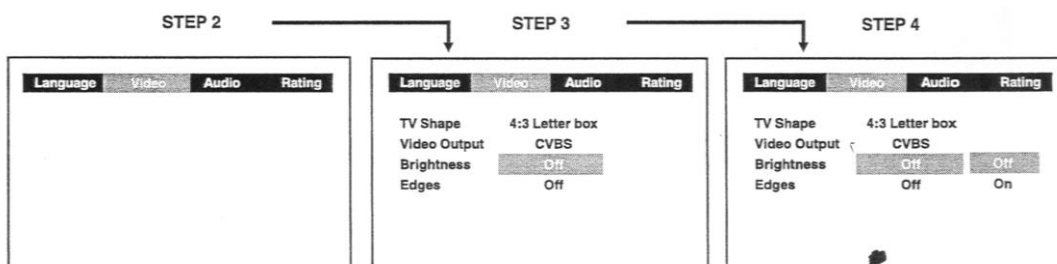 STEP 2 STEP 3 STEP 4
Language Video Audio Rating
Language Video Audio Rating
Language Video Audio Rating
TV Shape 4:3 Letter box
Video Output CVBS
Brightness Off
Edges Off
TV Shape 4:3 Letter box
Video Output CVBS
Brightness Off Off
Edges Off On